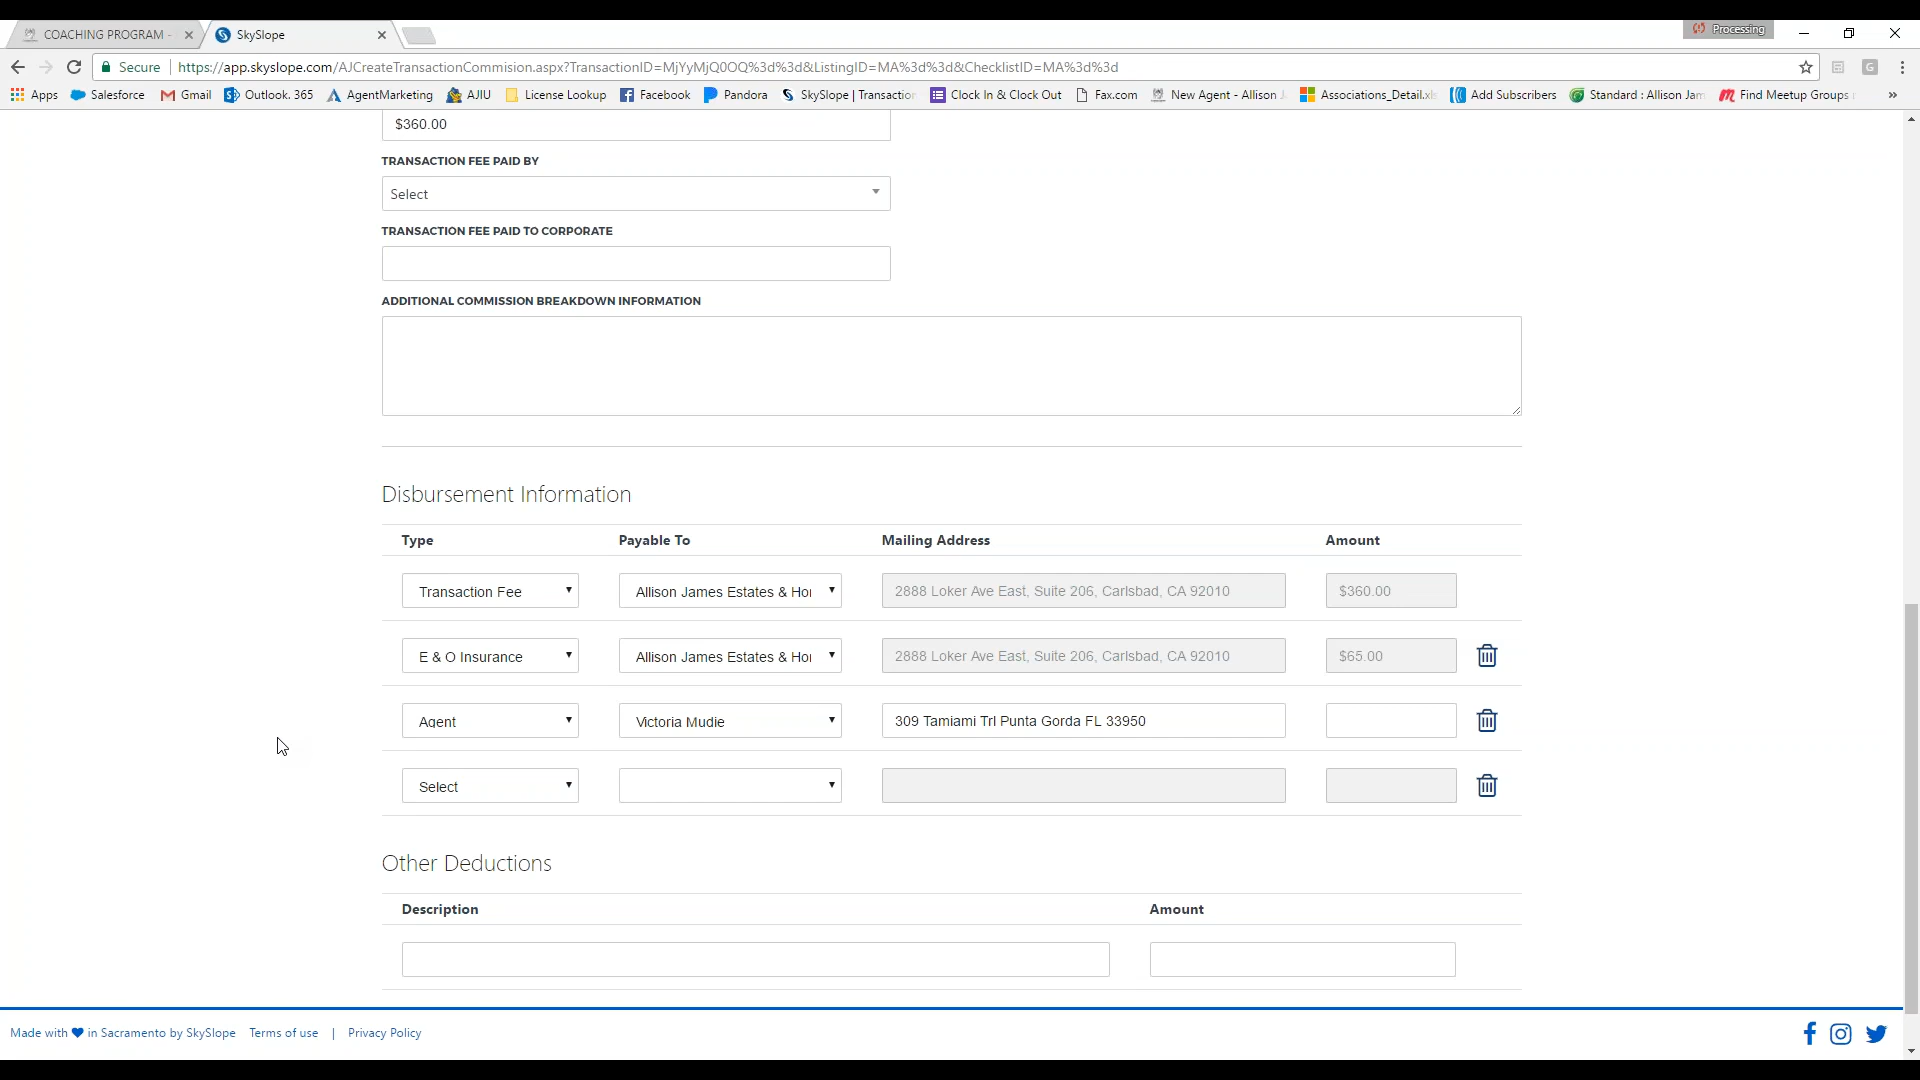 COACHING PROGRAM -
SkySlope
Processing
Secure
https://app.skyslope.com/AJCreateTransactionCommision.aspx?TransactionID=MjYyMjQ0OQ%3d%3d&ListingID=MA%3d%3d&ChecklistID=MA%3d%3d
Apps
Salesforce
Gmail
Outlook. 365
AgentMarketing
AJIU
License Lookup
Facebook
Pandora
SkySlope | Transactio
Clock In & Clock Out
Fax.com
New Agent - Allison J
Associations_Detail.xls
Add Subscribers
Standard : Allison Jam
Find Meetup Groups
»
$360.00
TRANSACTION FEE PAID BY
Select
TRANSACTION FEE PAID TO CORPORATE
ADDITIONAL COMMISSION BREAKDOWN INFORMATION
Disbursement Information
Type Payable To Mailing Address Amount
Transaction Fee Allison James Estates & Ho 2888 Loker Ave East, Suite 206, Carlsbad, CA 92010 $360.00
E & O Insurance Allison James Estates & Ho 2888 Loker Ave East, Suite 206, Carlsbad, CA 92010 $65.00
Agent Victoria Mudie 309 Tamiami Trl Punta Gorda FL 33950
Select
Other Deductions
Description Amount
Made with ♥ in Sacramento by SkySlope Terms of use | Privacy Policy